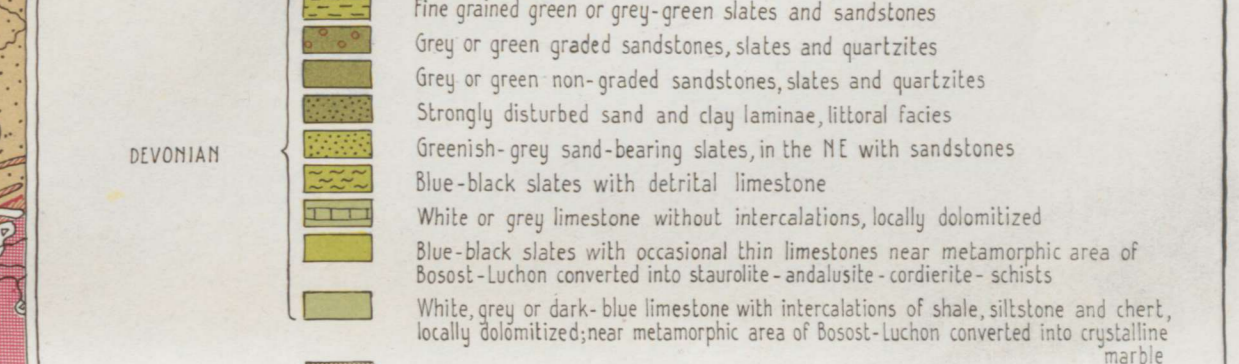 Fine grained green or grey-green slates and sandstones
Grey or green graded sandstones, slates and quartzites
Grey or green non-graded sandstones, slates and quartzites
Strongly disturbed sand and clay laminae, littoral facies
DEVONIAN
Greenish-grey sand-bearing slates, in the NE with sandstones
Blue-black slates with detrital limestone
White or grey limestone without intercalations, locally dolomitized
Blue-black slates with occasional thin limestones near metamorphic area of
Bosost-Luchon converted into staurolite-andalusite-cordierite-schists
White, grey or dark-blue limestone with intercalations of shale, siltstone and chert,
locally dolomitized; near metamorphic area of Bosost-Luchon converted into crystalline
marble